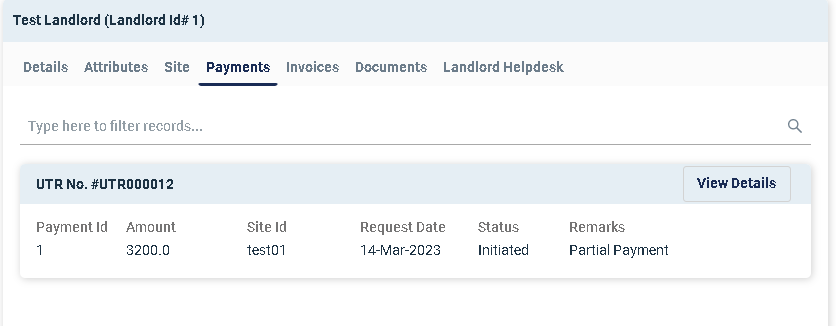 Test Landlord (Landlord Id# 1)
Details Attributes Site Payments Invoices Documents Landlord Helpdesk
Type here to filter records...
UTR No. #UTR000012 View Details
Payment Id Amount Site Id Request Date Status Remarks
1 3200.0 test01 14-Mar-2023 Initiated Partial Payment